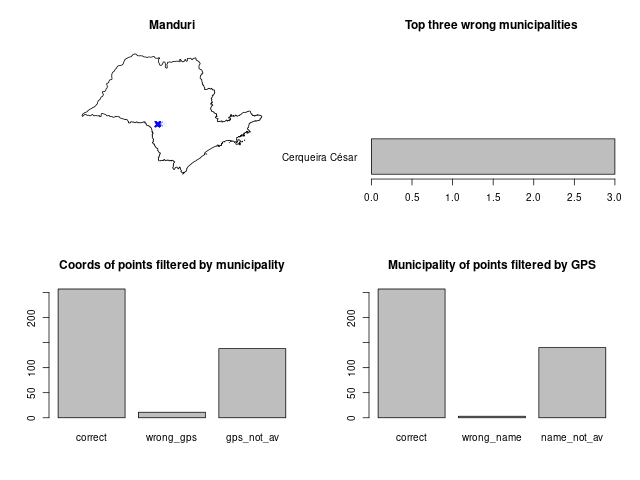 Manduri
Top three wrong municipalities
Cerqueira César
0.0 0.5 1.0 1.5 2.0 2.5 3.0
Coords of points filtered by municipality
0 50 100 200
correct wrong_gps gps_not_av
Municipality of points filtered by GPS
0 50 100 200
correct wrong_name name_not_av